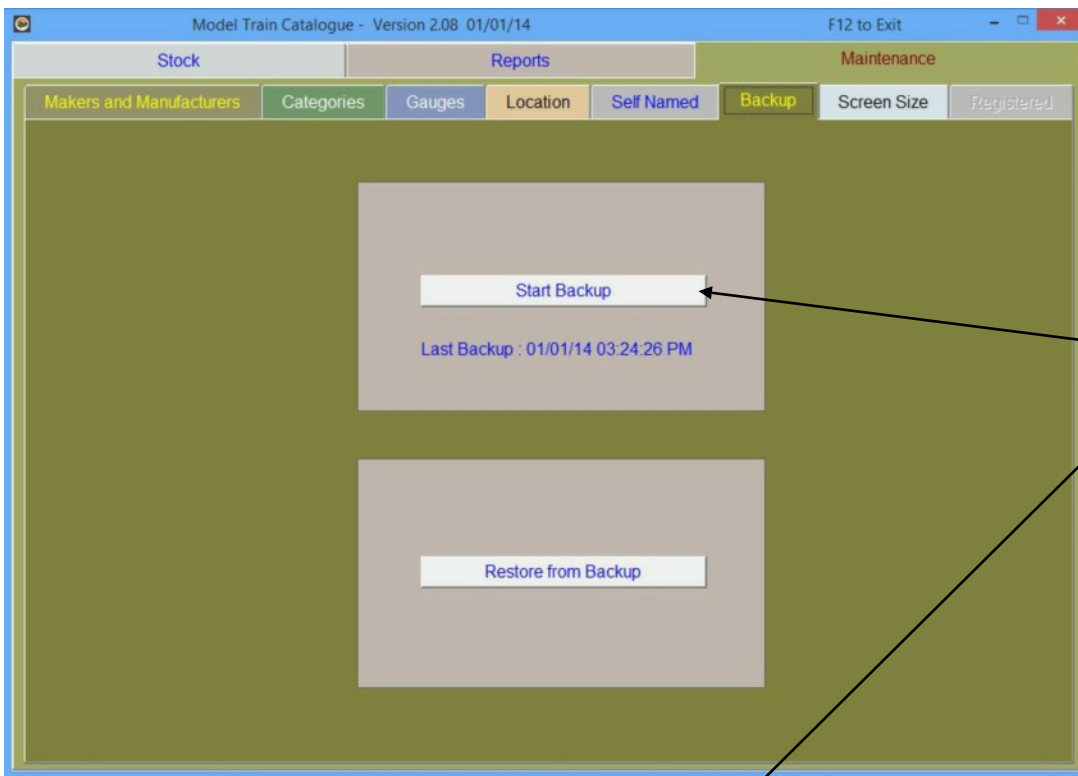 Model Train Catalogue - Version 2.08 01/01/14 F12 to Exit
Stock Reports Maintenance
Makers and Manufacturers Categories Gauges Location Self Named Backup Screen Size Registered
Start Backup
Last Backup : 01/01/14 03:24:26 PM
Restore from Backup